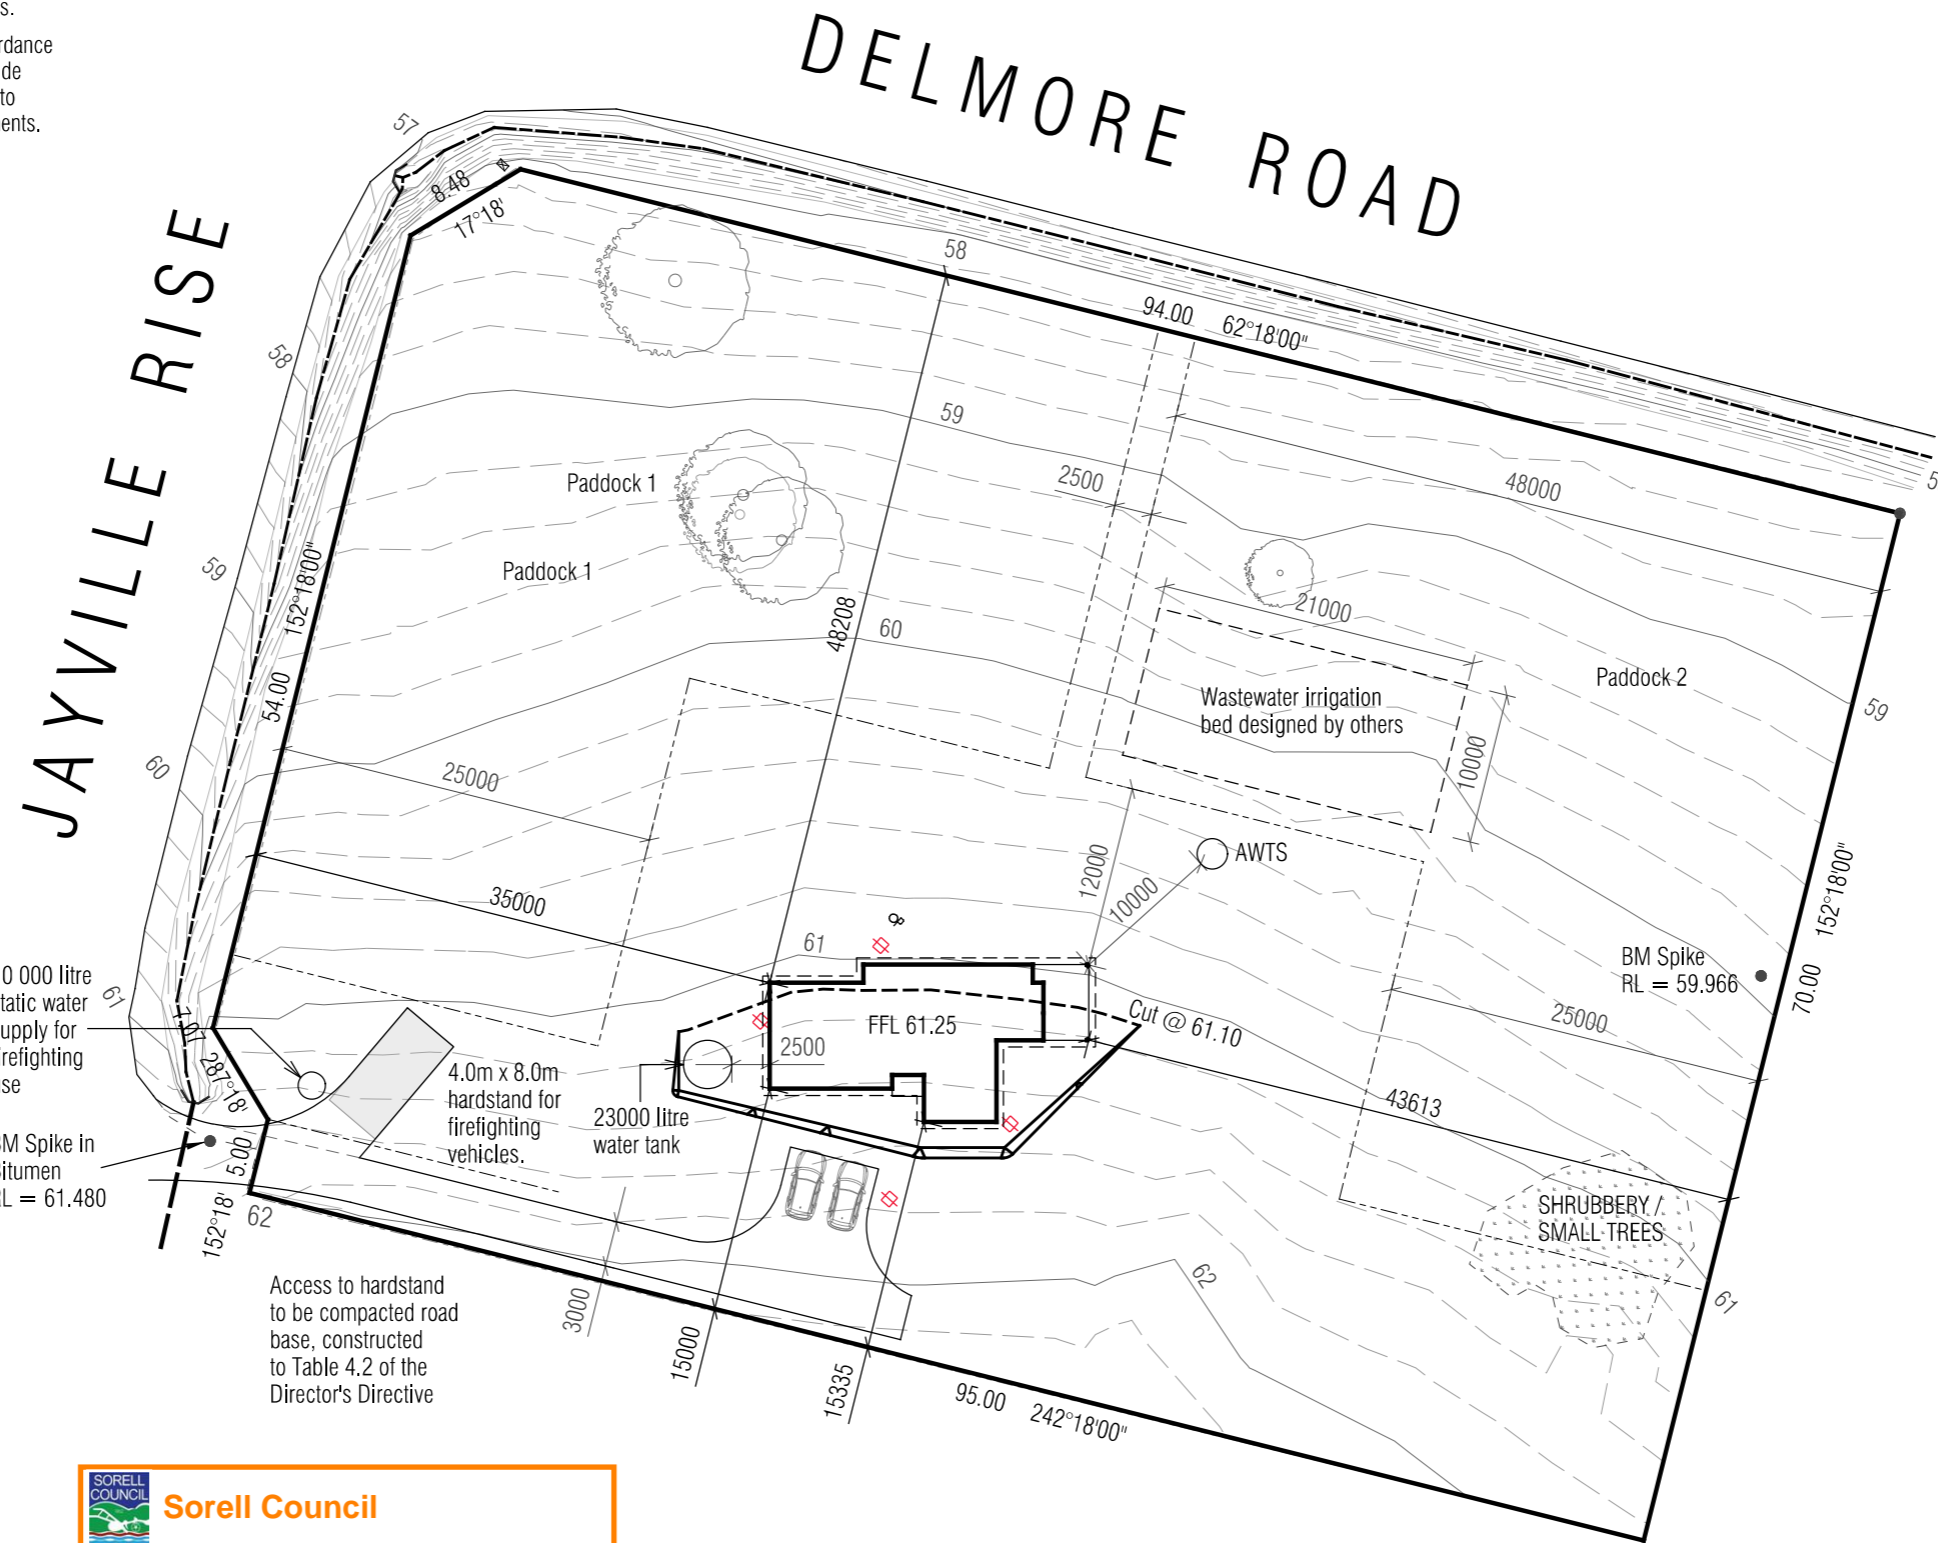 s.
rdance
de
to
ents.
DELMORE ROAD
JAYVILLE RISE
57
8.48
17°18'
58
94.00 62°18'00"
58
59
2500
48000
Paddock 1
Paddock 1
59
152°18'00"
21000
48208
60
Paddock 2
Wastewater irrigation
bed designed by others
54.00
59
60
25000
10000
12000
AWTS
10000
152°18'00"
35000
61
BM Spike
RL = 59.966
70.00
0 000 litre
tatic water
upply for
irefighting
se
61
7.07
287°18'
FFL 61.25
Cut @ 61.10
2500
25000
4.0m x 8.0m
hardstand for
firefighting
vehicles.
23000 litre
water tank
43613
M Spike in
itumen
L = 61.480
5.00
152°18'
62
SHRUBBERY /
SMALL TREES
62
61
Access to hardstand
to be compacted road
base, constructed
to Table 4.2 of the
Director's Directive
3000
15000
15335
95.00 242°18'00"
SORELL
COUNCIL
Sorell Council